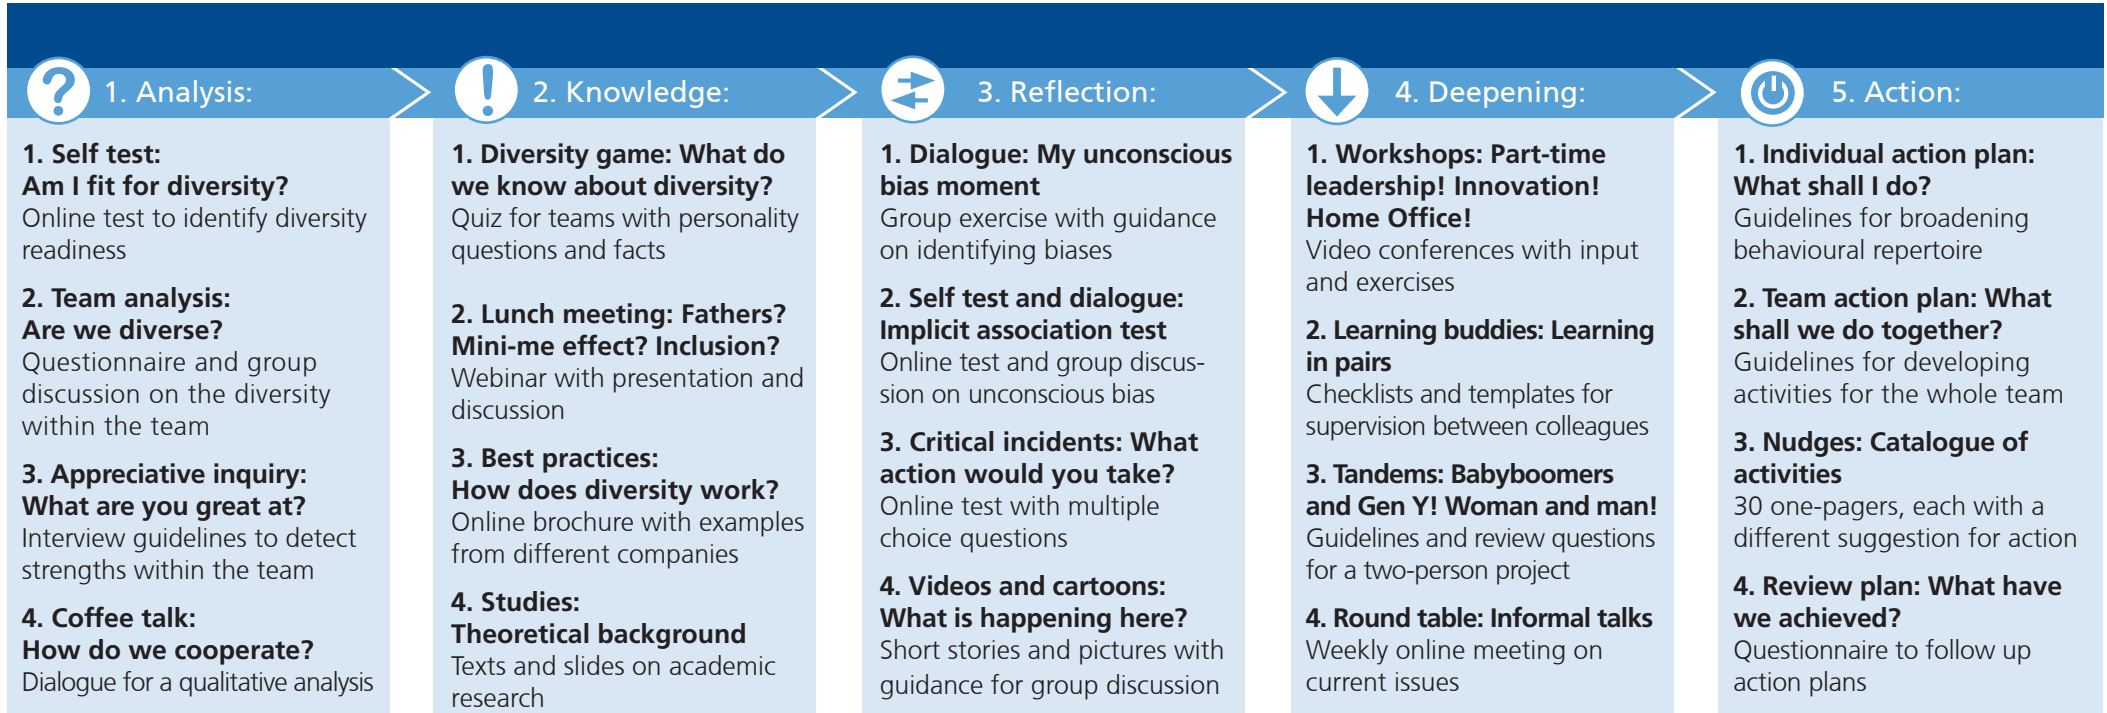 1. Analysis:
1. Self test:
Am I fit for diversity?
Online test to identify diversity
readiness
2. Team analysis:
Are we diverse?
Questionnaire and group
discussion on the diversity
within the team
3. Appreciative inquiry:
What are you great at?
Interview guidelines to detect
strengths within the team
4. Coffee talk:
How do we cooperate?
Dialogue for a qualitative analysis
2. Knowledge:
1. Diversity game: What do
we know about diversity?
Quiz for teams with personality
questions and facts
2. Lunch meeting: Fathers?
Mini-me effect? Inclusion?
Webinar with presentation and
discussion
3. Best practices:
How does diversity work?
Online brochure with examples
from different companies
4. Studies:
Theoretical background
Texts and slides on academic
research
3. Reflection:
1. Dialogue: My unconscious
bias moment
Group exercise with guidance
on identifying biases
2. Self test and dialogue:
Implicit association test
Online test and group discus-
sion on unconscious bias
3. Critical incidents: What
action would you take?
Online test with multiple
choice questions
4. Videos and cartoons:
What is happening here?
Short stories and pictures with
guidance for group discussion
4. Deepening:
1. Workshops: Part-time
leadership! Innovation!
Home Office!
Video conferences with input
and exercises
2. Learning buddies: Learning
in pairs
Checklists and templates for
supervision between colleagues
3. Tandems: Babyboomers
and Gen Y! Woman and man!
Guidelines and review questions
for a two-person project
4. Round table: Informal talks
Weekly online meeting on
current issues
5. Action:
1. Individual action plan:
What shall I do?
Guidelines for broadening
behavioural repertoire
2. Team action plan: What
shall we do together?
Guidelines for developing
activities for the whole team
3. Nudges: Catalogue of
activities
30 one-pagers, each with a
different suggestion for action
4. Review plan: What have
we achieved?
Questionnaire to follow up
action plans